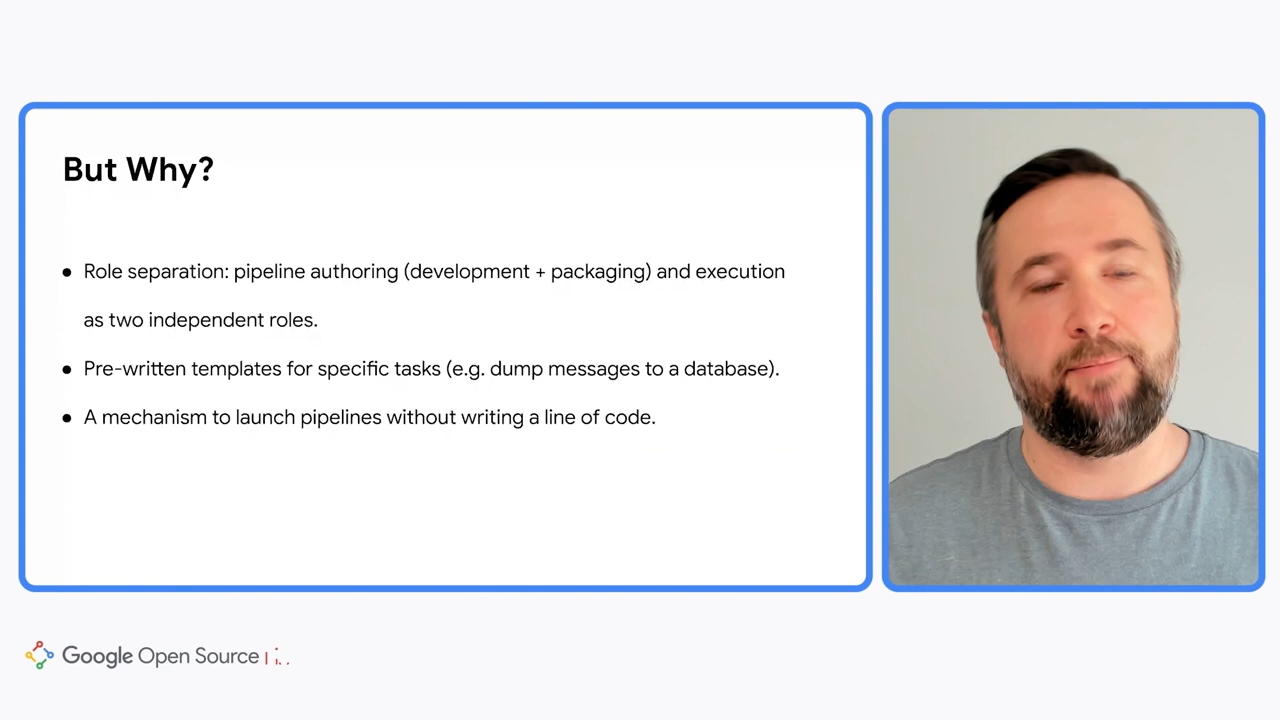 But Why?
● Role separation: pipeline authoring (development + packaging) and execution
as two independent roles.
● Pre-written templates for specific tasks (e.g. dump messages to a database).
● A mechanism to launch pipelines without writing a line of code.
Google Open Source